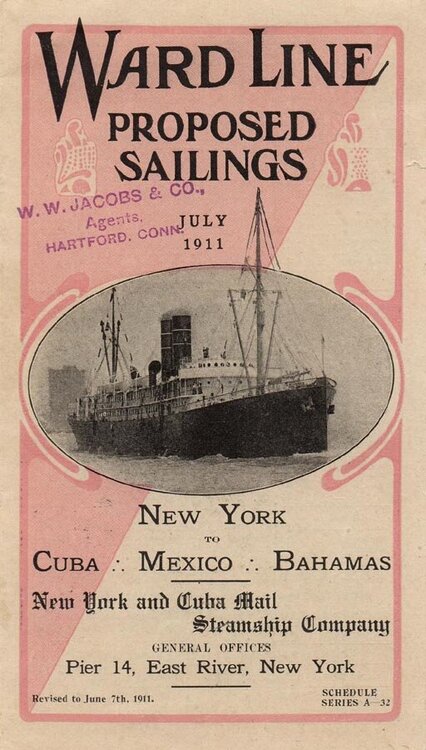 WARD LINE
PROPOSED
SAILINGS
W. W. JACOBS & CO.,
Agents,
HARTFORD, CONN.
JULY
1911
NEW YORK
TO
CUBA ∴ MEXICO ∴ BAHAMAS
New York and Cuba Mail
Steamship Company
GENERAL OFFICES
Pier 14, East River, New York
Revised to June 7th, 1911.
SCHEDULE
SERIES A—32